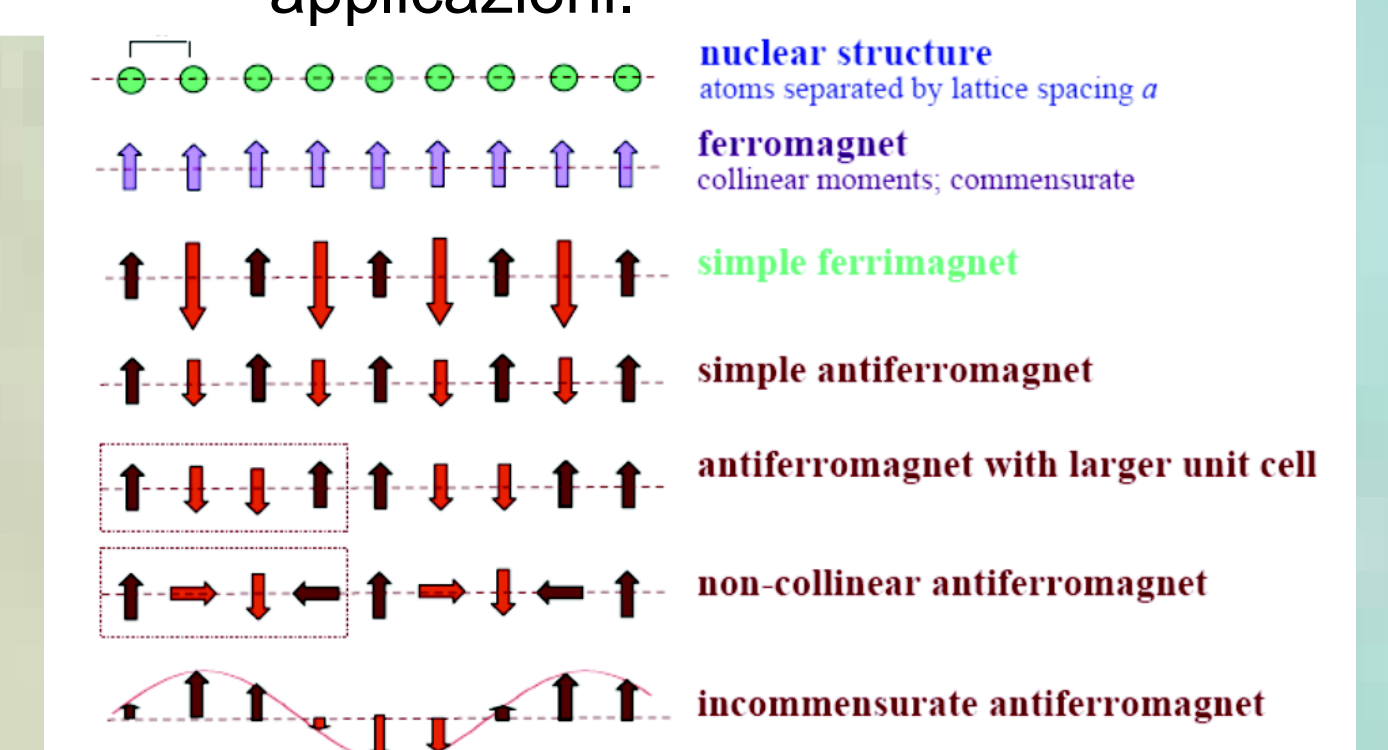 applicazioni.
nuclear structure
atoms separated by lattice spacing a
ferromagnet
collinear moments; commensurate
simple ferrimagnet
simple antiferromagnet
antiferromagnet with larger unit cell
non-collinear antiferromagnet
incommensurate antiferromagnet